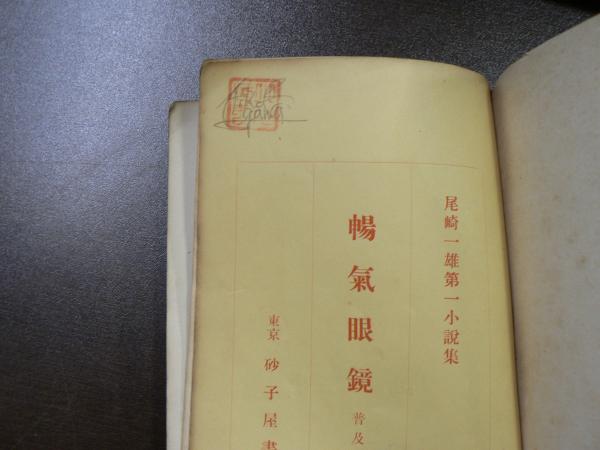 尾崎一雄第一小說集
暢氣眼鏡
普及
東京 砂子屋書